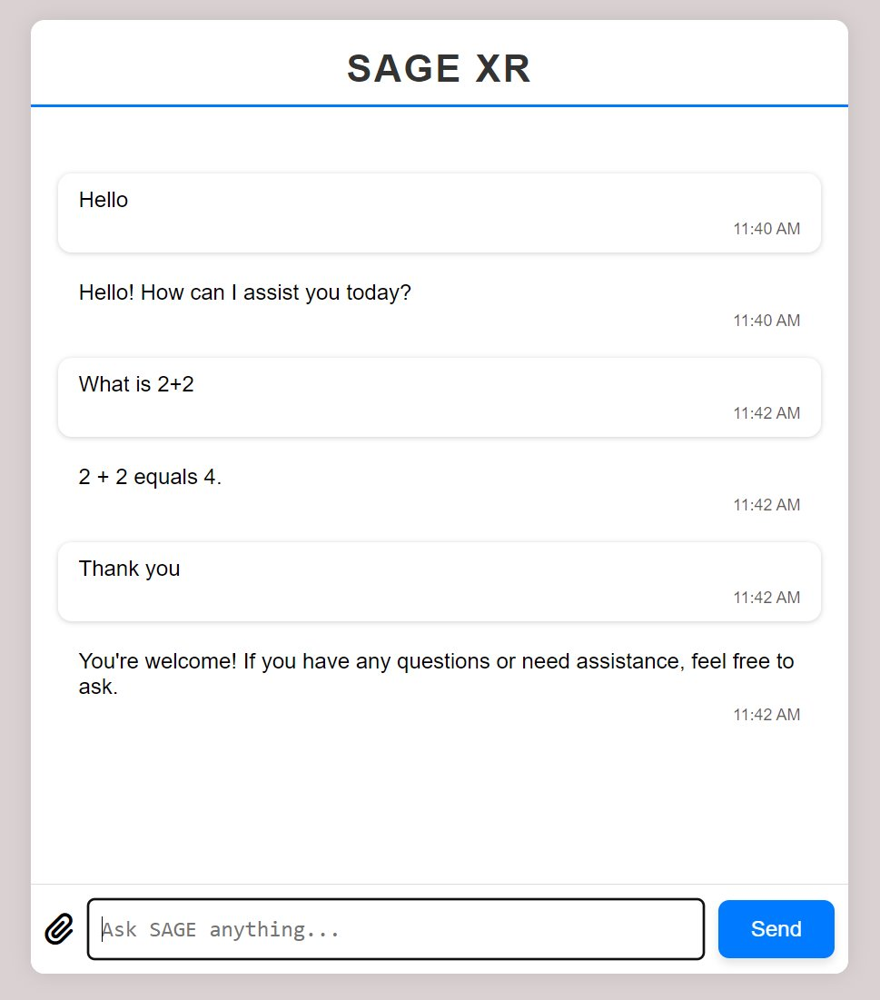 SAGE XR
Hello
11:40 AM
Hello! How can I assist you today?
11:40 AM
What is 2+2
11:42 AM
2 + 2 equals 4.
11:42 AM
Thank you
11:42 AM
You're welcome! If you have any questions or need assistance, feel free to
ask.
11:42 AM
Ask SAGE anything...
Send